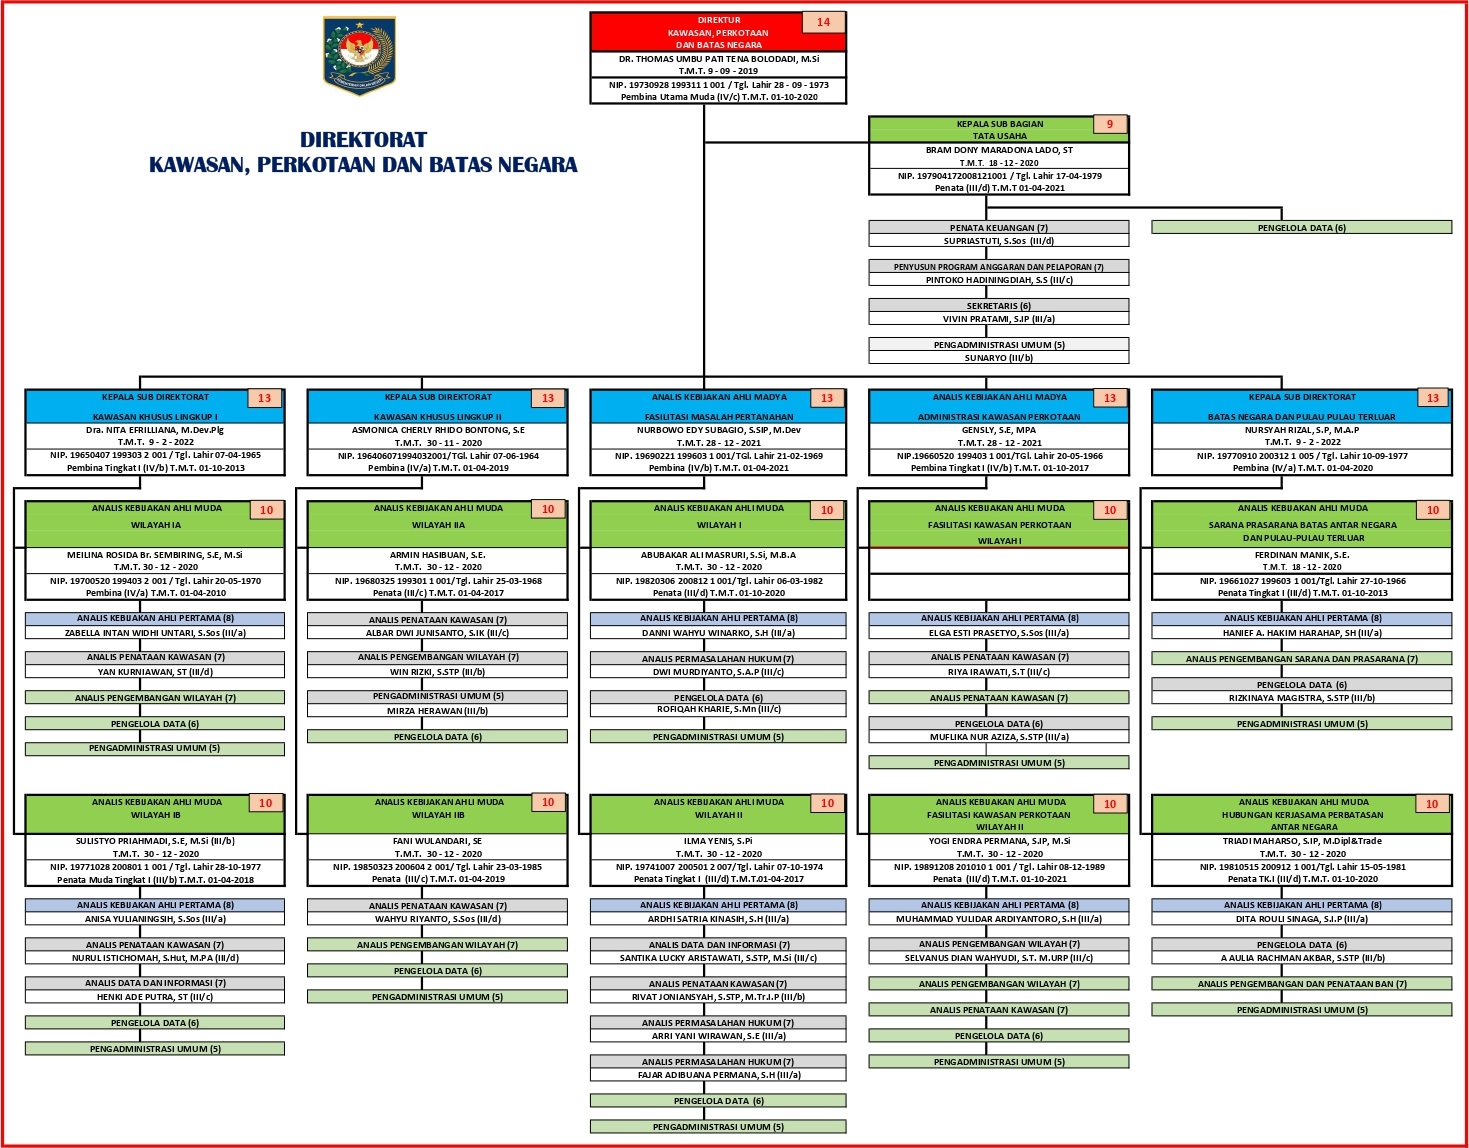 DIREKTUR
14
KAWASAN, PERKOTAAN
DAN BATAS NEGARA
DR. THOMAS UMBU PATI TENA BOLODADI, M.Si
T.M.T. 9 - 09 - 2019
NIP. 19730928 199311 1 001 / Tgl. Lahir 28 - 09 - 1973
Pembina Utama Muda (IV/c) T.M.T. 01-10-2020
DIREKTORAT
KAWASAN, PERKOTAAN DAN BATAS NEGARA
KEPALA SUB BAGIAN
9
TATA USAHA
BRAM DONY MARADONA LADO, ST
T.M.T. 18 - 12 - 2020
NIP. 197904172008121001 / Tgl. Lahir 17-04-1979
Penata (III/d) T.M.T 01-04-2021
PENATA KEUANGAN (7)
SUPRIASTUTI, S.Sos (III/d)
PENYUSUN PROGRAM ANGGARAN DAN PELAPORAN (7)
PINTOKO HADININGDIAH, S.S (III/c)
SEKRETARIS (6)
VIVIN PRATAMI, S.IP (III/a)
PENGADMINISTRASI UMUM (5)
SUNARYO (III/b)
PENGELOLA DATA (6)
KEPALA SUB DIREKTORAT
13
KAWASAN KHUSUS LINGKUP I
Dra. NITA EFRILLIANA, M.Dev.Plg
T.M.T. 9 - 2 - 2022
NIP. 19650407 199303 2 001 / Tgl. Lahir 07-04-1965
Pembina Tingkat I (IV/b) T.M.T. 01-10-2013
ANALIS KEBIJAKAN AHLI MUDA
10
WILAYAH IA
MEILINA ROSIDA Br. SEMBIRING, S.E, M.Si
T.M.T. 30 - 12 - 2020
NIP. 19700520 199403 2 001 / Tgl. Lahir 20-05-1970
Pembina (IV/a) T.M.T. 01-04-2010
ANALIS KEBIJAKAN AHLI PERTAMA (8)
ZABELLA INTAN WIDHI UNTARI, S.Sos (III/a)
ANALIS PENATAAN KAWASAN (7)
YAN KURNIAWAN, ST (III/d)
ANALIS PENGEMBANGAN WILAYAH (7)
PENGELOLA DATA (6)
PENGADMINISTRASI UMUM (5)
ANALIS KEBIJAKAN AHLI MUDA
10
WILAYAH IB
SULISTYO PRIAHMADI, S.E, M.Si (III/b)
T.M.T. 30 - 12 - 2020
NIP. 19771028 200801 1 001 / Tgl. Lahir 28-10-1977
Penata Muda Tingkat I (III/b) T.M.T. 01-04-2018
ANALIS KEBIJAKAN AHLI PERTAMA (8)
ANISA YULIANINGSIH, S.Sos (III/a)
ANALIS PENATAAN KAWASAN (7)
NURUL ISTICHOMAH, S.Hut, M.PA (III/d)
ANALIS DATA DAN INFORMASI (7)
HENKI ADE PUTRA, ST (III/c)
PENGELOLA DATA (6)
PENGADMINISTRASI UMUM (5)
KEPALA SUB DIREKTORAT
13
KAWASAN KHUSUS LINGKUP II
ASMONICA CHERLY RHIDO BONTONG, S.E
T.M.T. 30 - 11 - 2020
NIP. 196406071994032001/ Tgl. Lahir 07-06-1964
Pembina (IV/a) T.M.T. 01-04-2019
ANALIS KEBIJAKAN AHLI MUDA
10
WILAYAH IIA
ARMIN HASIBUAN, S.E.
T.M.T. 30 - 12 - 2020
NIP. 19680325 199301 1 001/Tgl. Lahir 25-03-1968
Penata (III/c) T.M.T. 01-04-2017
ANALIS PENATAAN KAWASAN (7)
ALBAR DWI JUNISANTO, S.IK (III/c)
ANALIS PENGEMBANGAN WILAYAH (7)
WIN RIZKI, S.STP (III/b)
PENGADMINISTRASI UMUM (5)
MIRZA HERAWAN (III/b)
PENGELOLA DATA (6)
ANALIS KEBIJAKAN AHLI MUDA
10
WILAYAH IIB
FANI WULANDARI, SE
T.M.T. 30 - 12 - 2020
NIP. 19850323 200604 2 001/ Tgl. Lahir 23-03-1985
Penata (III/c) T.M.T. 01-04-2019
ANALIS PENATAAN KAWASAN (7)
WAHYU RIYANTO, S.Sos (III/d)
ANALIS PENGEMBANGAN WILAYAH (7)
PENGELOLA DATA (6)
PENGADMINISTRASI UMUM (5)
ANALIS KEBIJAKAN AHLI MADYA
13
FASILITASI MASALAH PERTANAHAN
NURBOWO EDY SUBAGIO, S.SIP, M.Dev
T.M.T. 28 - 12 - 2021
NIP. 19690221 199603 1 001/Tgl. Lahir 21-02-1969
Pembina (IV/b) T.M.T. 01-04-2021
ANALIS KEBIJAKAN AHLI MUDA
10
WILAYAH I
ABUBAKAR ALI MASRURI, S.Si, M.B.A
T.M.T. 30 - 12 - 2020
NIP. 19820306 200812 1 001/Tgl. Lahir 06-03-1982
Penata (III/d) T.M.T. 01-10-2020
ANALIS KEBIJAKAN AHLI PERTAMA (8)
DANNI WAHYU WINARKO, S.H (III/a)
ANALIS PERMASALAHAN HUKUM (7)
DWI MURDIYANTO, S.A.P (III/c)
PENGELOLA DATA (6)
ROFIQAH KHARIE, S.Mn (III/c)
PENGADMINISTRASI UMUM (5)
ANALIS KEBIJAKAN AHLI MUDA
10
WILAYAH II
ILMA YENIS, S.Pi
T.M.T. 30 - 12 - 2020
NIP. 19741007 200501 2 007/Tgl. Lahir 07-10-1974
Penata Tingkat I (III/d) T.M.T.01-04-2017
ANALIS KEBIJAKAN AHLI PERTAMA (8)
ARDHI SATRIA KINASIH, S.H (III/a)
ANALIS DATA DAN INFORMASI (7)
SANTIKA LUCKY ARISTAWATI, S.STP, M.Si (III/c)
ANALIS PENATAAN KAWASAN (7)
RIVAT JONIANSYAH, S.STP, M.Tr.I.P (III/b)
ANALIS PERMASALAHAN HUKUM (7)
ARRI YANI WIRAWAN, S.E (III/a)
ANALIS PERMASALAHAN HUKUM (7)
FAJAR ADIBUANA PERMANA, S.H (III/a)
PENGELOLA DATA (6)
PENGADMINISTRASI UMUM (5)
ANALIS KEBIJAKAN AHLI MADYA
13
ADMINISTRASI KAWASAN PERKOTAAN
GENSLY, S.E, MPA
T.M.T. 28 - 12 - 2021
NIP.19660520 199403 1 001/Tgl. Lahir 20-05-1966
Pembina Tingkat I (IV/b) T.M.T. 01-10-2017
ANALIS KEBIJAKAN AHLI MUDA
10
FASILITASI KAWASAN PERKOTAAN
WILAYAH I
ANALIS KEBIJAKAN AHLI PERTAMA (8)
ELGA ESTI PRASETYO, S.Sos (III/a)
ANALIS PENATAAN KAWASAN (7)
RIYA IRAWATI, S.T (III/c)
ANALIS PENATAAN KAWASAN (7)
PENGELOLA DATA (6)
MUFLIKA NUR AZIZA, S.STP (III/a)
PENGADMINISTRASI UMUM (5)
ANALIS KEBIJAKAN AHLI MUDA
10
FASILITASI KAWASAN PERKOTAAN
WILAYAH II
YOGI ENDRA PERMANA, S.IP, M.Si
T.M.T. 30 - 12 - 2020
NIP. 19891208 201010 1 001 / Tgl. Lahir 08-12-1989
Penata (III/d) T.M.T. 01-10-2021
ANALIS KEBIJAKAN AHLI PERTAMA (8)
MUHAMMAD YULIDAR ARDIYANTORO, S.H (III/a)
ANALIS PENGEMBANGAN WILAYAH (7)
SELVANUS DIAN WAHYUDI, S.T. M.URP (III/c)
ANALIS PENGEMBANGAN WILAYAH (7)
ANALIS PENATAAN KAWASAN (7)
PENGELOLA DATA (6)
PENGADMINISTRASI UMUM (5)
KEPALA SUB DIREKTORAT
13
BATAS NEGARA DAN PULAU PULAU TERLUAR
NURSYAH RIZAL, S.P, M.A.P
T.M.T. 9 - 2 - 2022
NIP. 19770910 200312 1 005 / Tgl. Lahir 10-09-1977
Pembina (IV/a) T.M.T. 01-04-2020
ANALIS KEBIJAKAN AHLI MUDA
10
SARANA PRASARANA BATAS ANTAR NEGARA
DAN PULAU-PULAU TERLUAR
FERDINAN MANIK, S.E.
T.M.T. 18 - 12 - 2020
NIP. 19661027 199603 1 001/Tgl. Lahir 27-10-1966
Penata Tingkat I (III/d) T.M.T. 01-10-2013
ANALIS KEBIJAKAN AHLI PERTAMA (8)
HANIEF A. HAKIM HARAHAP, SH (III/a)
ANALIS PENGEMBANGAN SARANA DAN PRASARANA (7)
PENGELOLA DATA (6)
RIZKINAYA MAGISTRA, S.STP (III/b)
PENGADMINISTRASI UMUM (5)
ANALIS KEBIJAKAN AHLI MUDA
10
HUBUNGAN KERJASAMA PERBATASAN
ANTAR NEGARA
TRIADI MAHARSO, S.IP, M.Dipl&Trade
T.M.T. 30 - 12 - 2020
NIP. 19810515 200912 1 001/Tgl. Lahir 15-05-1981
Penata TK.I (III/d) T.M.T. 01-10-2020
ANALIS KEBIJAKAN AHLI PERTAMA (8)
DITA ROULI SINAGA, S.I.P (III/a)
PENGELOLA DATA (6)
A AULIA RACHMAN AKBAR, S.STP (III/b)
ANALIS PENGEMBANGAN DAN PENATAAN BAN (7)
PENGADMINISTRASI UMUM (5)